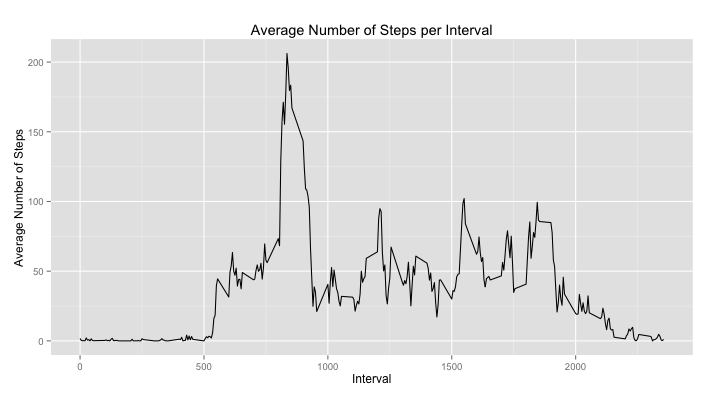 Average Number of Steps per Interval
200
150
100
50
0
Average Number of Steps
0 500 1000 1500 2000
Interval